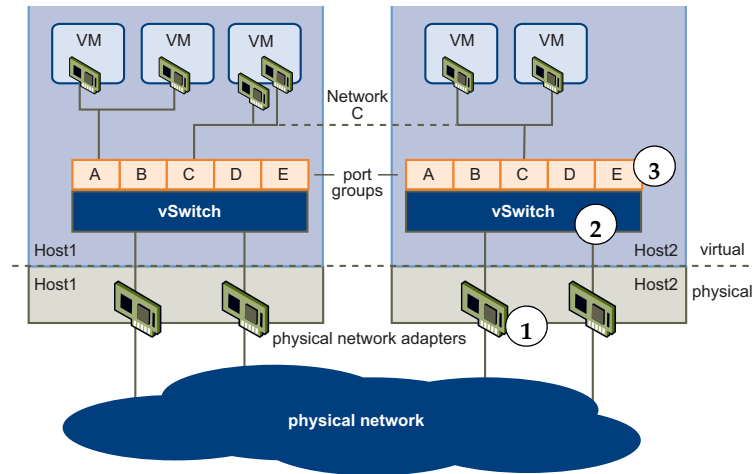 VM VM VM VM VM
Network
C
A B C D E
port
groups
A B C D E
3
vSwitch
vSwitch
2
Host1
Host2
virtual
Host1
Host2
physical
physical network adapters
1
physical network